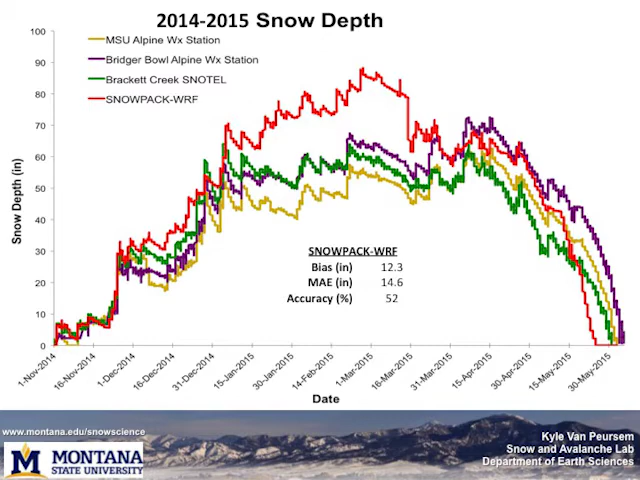 2014-2015 Snow Depth
MSU Alpine Wx Station
Bridger Bowl Alpine Wx Station
Brackett Creek SNOTEL
SNOWPACK-WRF
Snow Depth (in)
100
90
80
70
60
50
40
30
20
10
0
SNOWPACK-WRF
Bias (in) 12.3
MAE (in) 14.6
Accuracy (%) 52
1-Nov-2014
16-Nov-2014
1-Dec-2014
16-Dec-2014
31-Dec-2014
15-Jan-2015
30-Jan-2015
14-Feb-2015
1-Mar-2015
16-Mar-2015
31-Mar-2015
15-Apr-2015
30-Apr-2015
15-May-2015
30-May-2015
Date
www.montana.edu/snowscience
M
MONTANA
STATE UNIVERSITY
Kyle Van Peursem
Snow and Avalanche Lab
Department of Earth Sciences